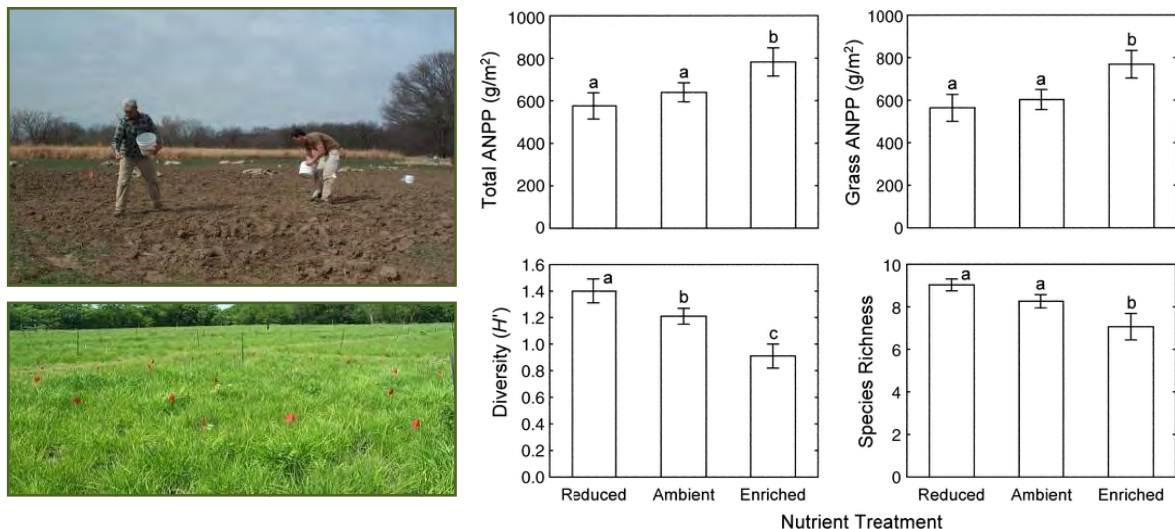 Total ANPP (g/m²)
1000
800
600
400
200
0
a
a
b
Grass ANPP (g/m²)
1000
800
600
400
200
0
a
a
b
Diversity (H')
1.6
1.4
1.2
1.0
0.8
0.6
0.4
0.2
0.0
a
b
c
Reduced Ambient Enriched
Species Richness
10
8
6
4
2
0
a
a
b
Reduced Ambient Enriched
Nutrient Treatment